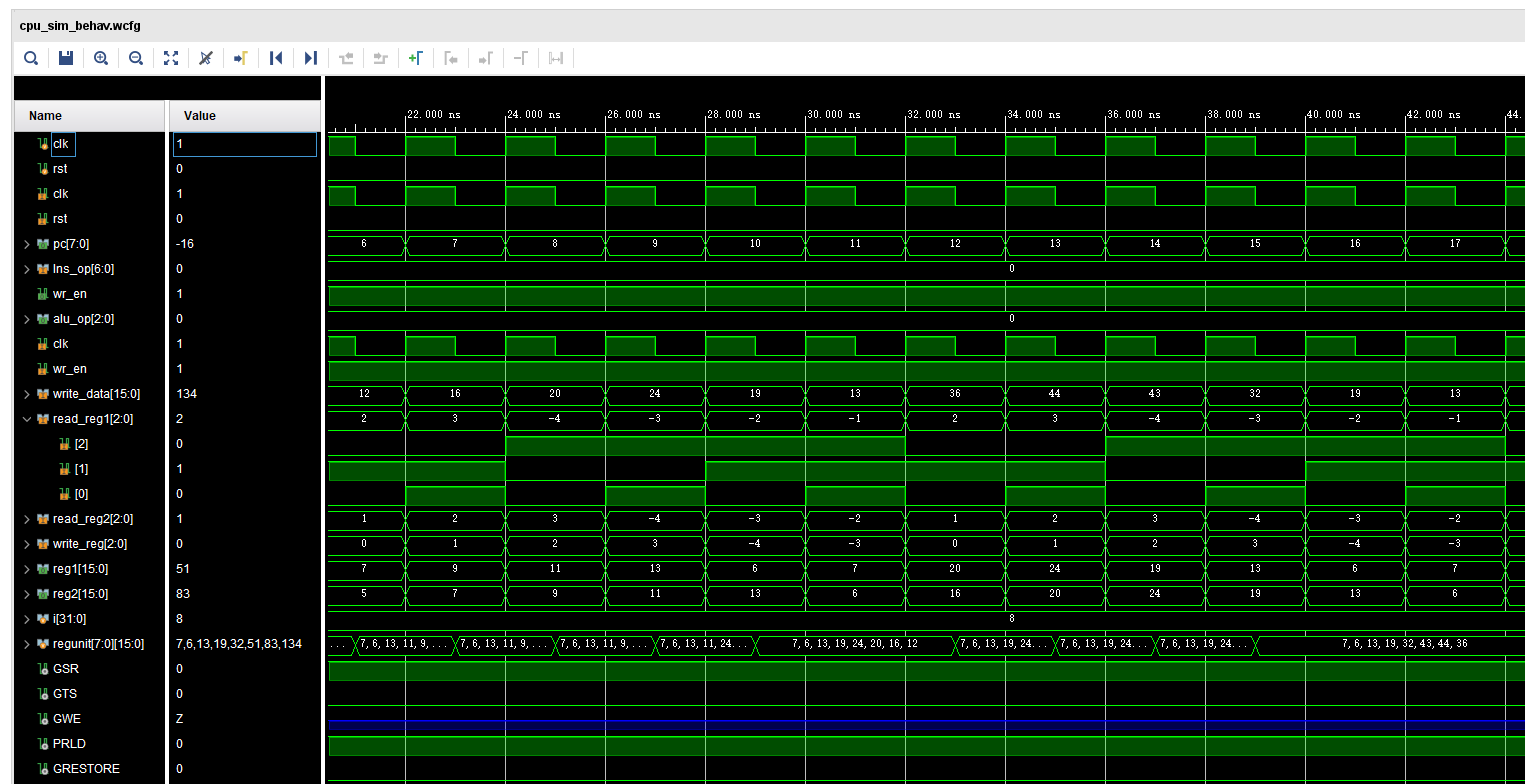 cpu_sim_behav.wcfg
Name Value
22.000 ns 24.000 ns 26.000 ns 28.000 ns 30.000 ns 32.000 ns 34.000 ns 36.000 ns 38.000 ns 40.000 ns 42.000 ns 44.
clk 1
rst 0
clk 1
rst 0
pc[7:0] -16 6 7 8 9 10 11 12 13 14 15 16 17
Ins_op[6:0] 0 0
wr_en 1
alu_op[2:0] 0 0
clk 1
wr_en 1
write_data[15:0] 134 12 16 20 24 19 13 36 44 43 32 19 13
read_reg1[2:0] 2 2 3 -4 -3 -2 -1 2 3 -4 -3 -2 -1
[2] 0
[1] 1
[0] 0
read_reg2[2:0] 1 1 2 3 -4 -3 -2 1 2 3 -4 -3 -2
write_reg[2:0] 0 0 1 2 3 -4 -3 0 1 2 3 -4 -3
reg1[15:0] 51 7 9 11 13 6 7 20 24 19 13 6 7
reg2[15:0] 83 5 7 9 11 13 6 16 20 24 19 13 6
i[31:0] 8 8
regunit[7:0][15:0] 7,6,13,19,32,51,83,134 ... 7, 6, 13, 11, 9,... 7, 6, 13, 11, 9,... 7, 6, 13, 11, 9,... 7, 6, 13, 11, 24... 7, 6, 13, 19, 24, 20, 16, 12 7, 6, 13, 19, 24... 7, 6, 13, 19, 24... 7, 6, 13, 19, 24... 7, 6, 13, 19, 32, 43, 44, 36
GSR 0
GTS 0
GWE Z
PRLD 0
GRESTORE 0